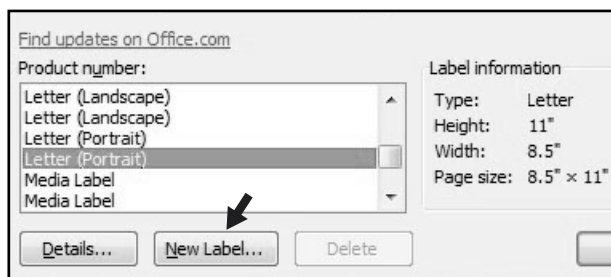 Find updates on Office.com
Product number:
Letter (Landscape)
Letter (Landscape)
Letter (Portrait)
Letter (Portrait)
Media Label
Media Label
Label information
Type: Letter
Height: 11"
Width: 8.5"
Page size: 8.5" × 11"
Details... New Label... Delete